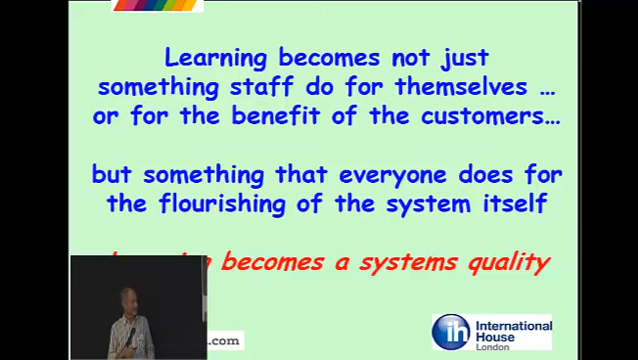 Learning becomes not just
something staff do for themselves …
or for the benefit of the customers…
but something that everyone does for
the flourishing of the system itself
becomes a systems quality
.com
ih International
House
London